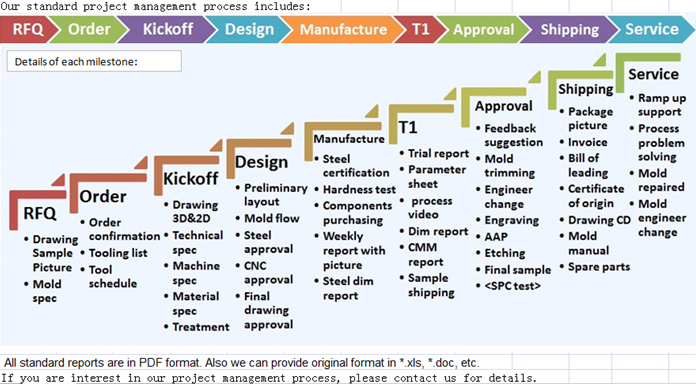 Our standard project management process includes:
RFQ
Order
Kickoff
Design
Manufacture
T1
Approval
Shipping
Service
Details of each milestone:
RFQ
• Drawing
Sample
Picture
• Mold
spec
Order
• Order
confirmation
• Tooling list
• Tool
schedule
Kickoff
• Drawing
3D&2D
• Technical
spec
• Machine
spec
• Material
spec
• Treatment
Design
• Preliminary
layout
• Mold flow
• Steel
approval
• CNC
approval
• Final
drawing
approval
Manufacture
• Steel
certification
• Hardness test
• Components
purchasing
• Weekly
report with
picture
• Steel dim
report
T1
• Trial report
• Parameter
sheet
• process
video
• Dim report
• CMM
report
• Sample
shipping
Approval
• Feedback
suggestion
• Mold
trimming
• Engineer
change
• Engraving
• AAP
• Etching
• Final sample
• <SPC test>
Shipping
• Package
picture
• Invoice
• Bill of
leading
• Certificate
of origin
• Drawing CD
• Mold
manual
• Spare parts
Service
• Ramp up
support
• Process
problem
solving
• Mold
repaired
• Mold
engineer
change
All standard reports are in PDF format. Also we can provide original format in *.xls, *.doc, etc.
If you are interest in our project management process, please contact us for details.